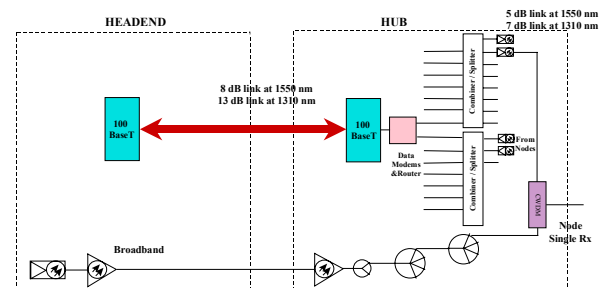 HEADEND
HUB
5 dB link at 1550 nm
7 dB link at 1310 nm
8 dB link at 1550 nm
13 dB link at 1310 nm
100
BaseT
100
BaseT
Data
Modems
&Router
Combiner / Splitter
Combiner / Splitter
From
Nodes
CWDM
Node
Single Rx
Broadband